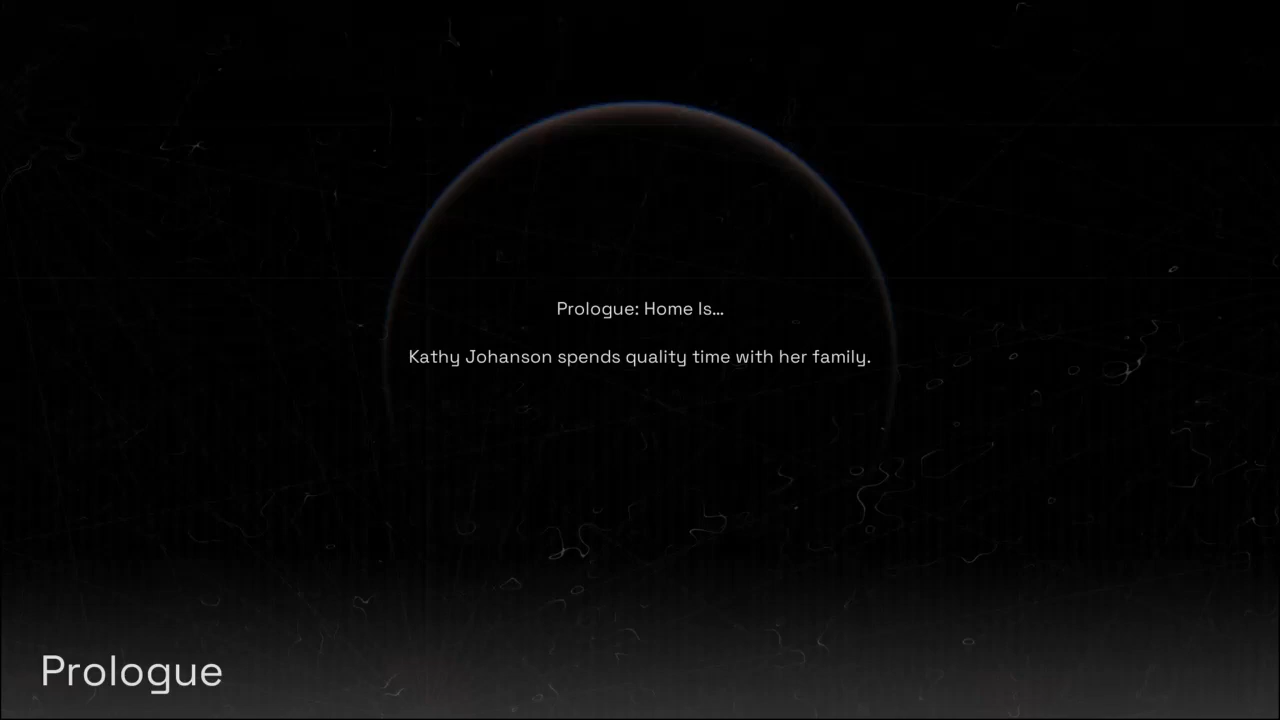 Prologue: Home Is...
Kathy Johanson spends quality time with her family.
Prologue